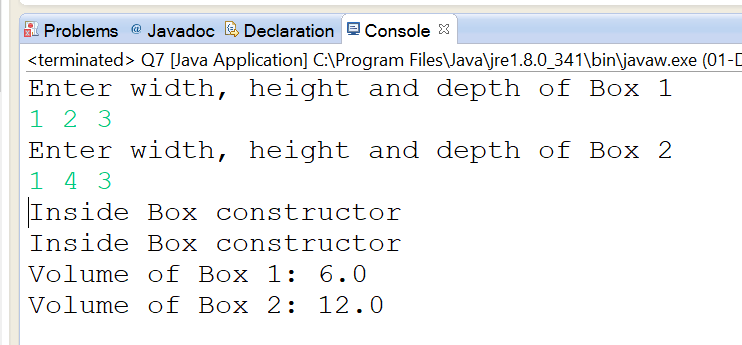 Problems @ Javadoc Declaration Console
<terminated> Q7 [Java Application] C:\Program Files\Java\jre1.8.0_341\bin\javaw.exe (01-D
Enter width, height and depth of Box 1
1 2 3
Enter width, height and depth of Box 2
1 4 3
Inside Box constructor
Inside Box constructor
Volume of Box 1: 6.0
Volume of Box 2: 12.0